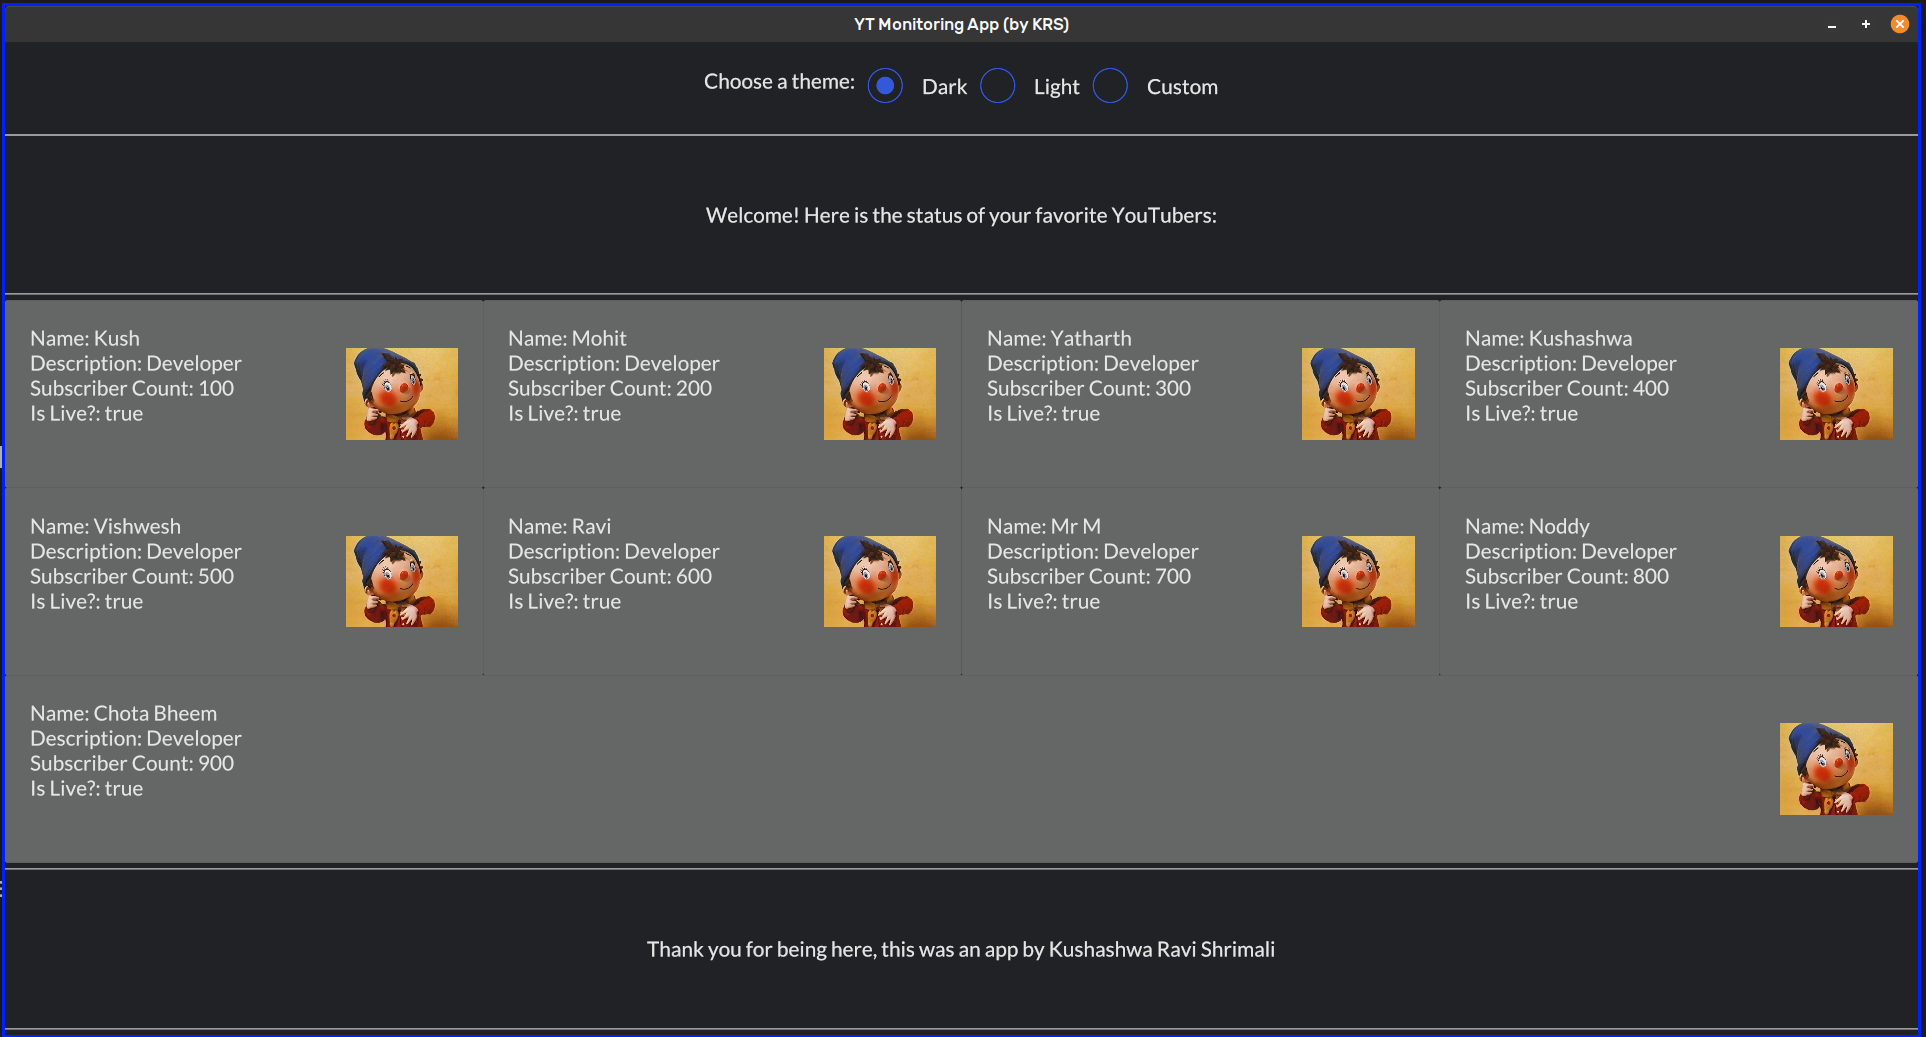 YT Monitoring App (by KRS)
Choose a theme: Dark Light Custom
Welcome! Here is the status of your favorite YouTubers:
Name: Kush
Description: Developer
Subscriber Count: 100
Is Live?: true
Name: Mohit
Description: Developer
Subscriber Count: 200
Is Live?: true
Name: Yatharth
Description: Developer
Subscriber Count: 300
Is Live?: true
Name: Kushashwa
Description: Developer
Subscriber Count: 400
Is Live?: true
Name: Vishwesh
Description: Developer
Subscriber Count: 500
Is Live?: true
Name: Ravi
Description: Developer
Subscriber Count: 600
Is Live?: true
Name: Mr M
Description: Developer
Subscriber Count: 700
Is Live?: true
Name: Noddy
Description: Developer
Subscriber Count: 800
Is Live?: true
Name: Chota Bheem
Description: Developer
Subscriber Count: 900
Is Live?: true
Thank you for being here, this was an app by Kushashwa Ravi Shrimali